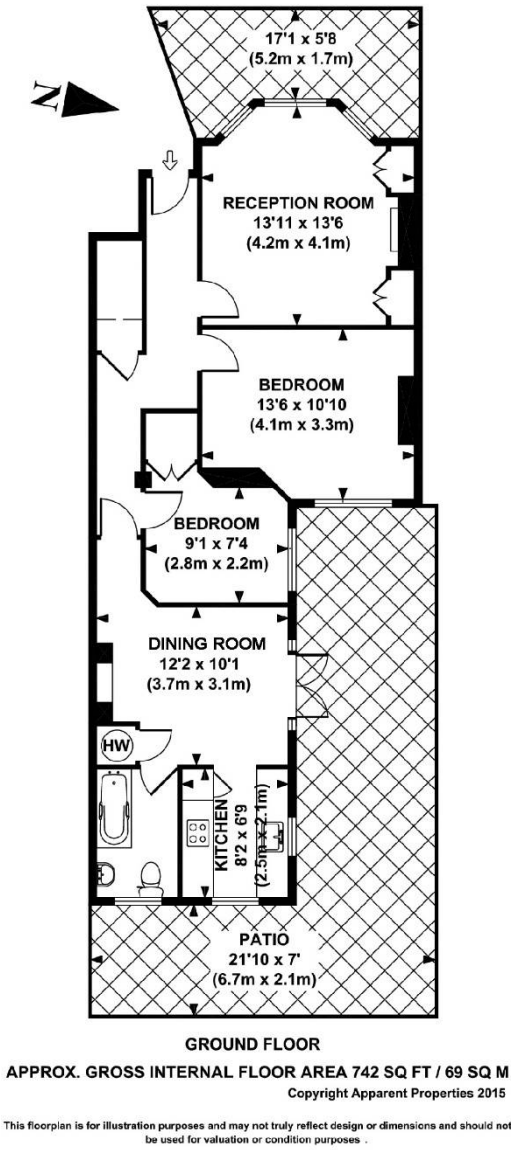 17'1 x 5'8
(5.2m x 1.7m)
N
RECEPTION ROOM
13'11 x 13'6
(4.2m x 4.1m)
BEDROOM
13'6 x 10'10
(4.1m x 3.3m)
BEDROOM
9'1 x 7'4
(2.8m x 2.2m)
DINING ROOM
12'2 x 10'1
(3.7m x 3.1m)
HW
KITCHEN
8'2 x 6'9
(2.5m x 2.1m)
PATIO
21'10 x 7'
(6.7m x 2.1m)
GROUND FLOOR
APPROX. GROSS INTERNAL FLOOR AREA 742 SQ FT / 69 SQ M
Copyright Apparent Properties 2015
This floorplan is for illustration purposes and may not truly reflect design or dimensions and should not
be used for valuation or condition purposes .